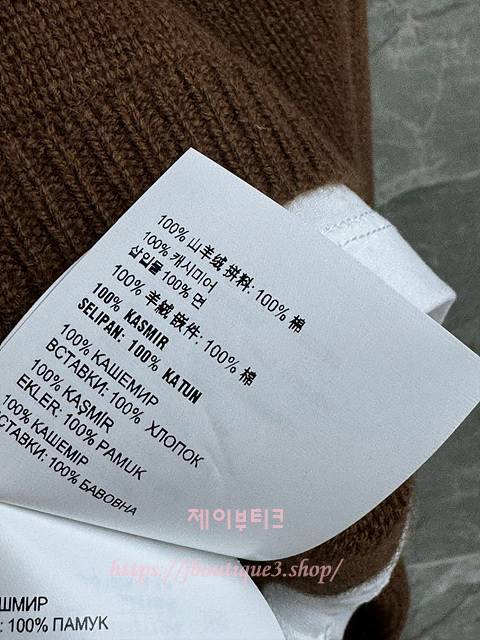 100% 山羊绒 拼料: 100% 棉
100% 캐시미어
삽입물 100% 면
100% 羊絨 嵌件: 100% 棉
100% KASMIR
SELIPAN: 100% KATUN
100% КАШЕМИР
ВСТАВКИ: 100% ХЛОПОК
100% KAŞMİR
EKLER: 100% PAMUK
100% КАШЕМІР
ВСТАВКИ: 100% БАВОВНА
제이부티크
https://jboutique3.shop/
ШМИР
: 100% ПАМУК